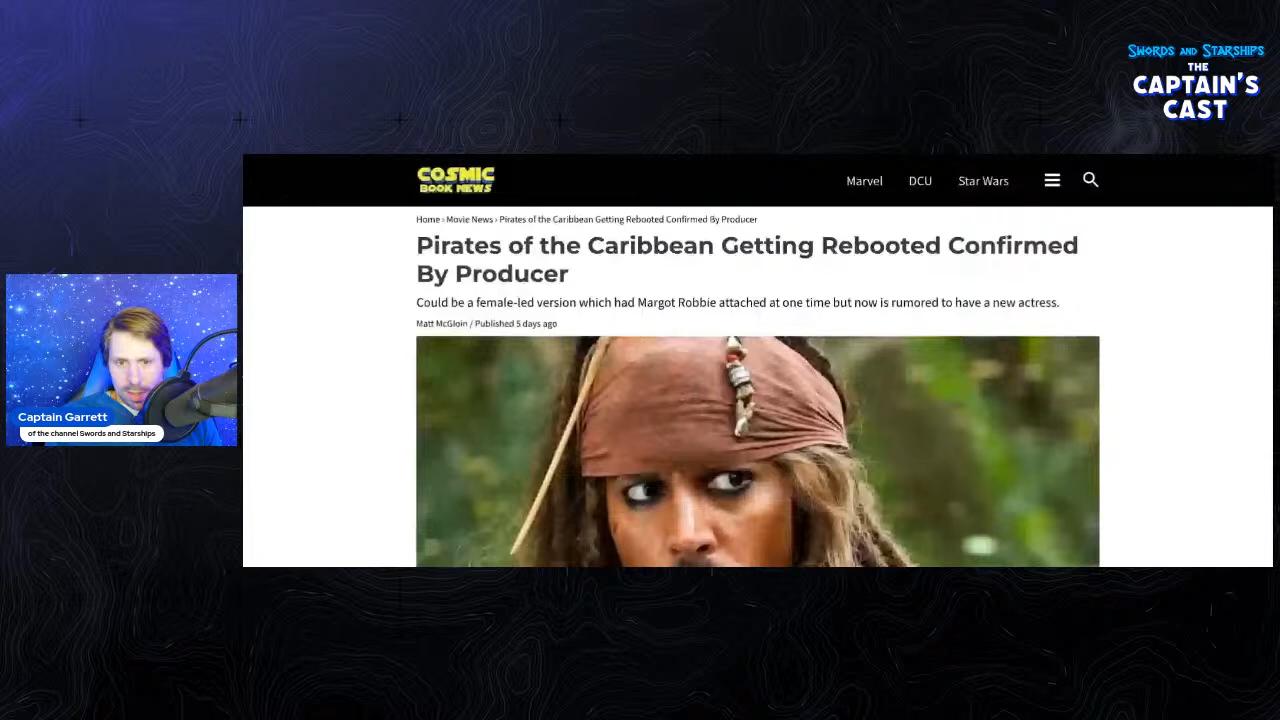 SWORDS AND STARSHIPS
THE
CAPTAIN'S
CAST
COSMIC
BOOK NEWS
Marvel
DCU
Star Wars
Home › Movie News › Pirates of the Caribbean Getting Rebooted Confirmed By Producer
Pirates of the Caribbean Getting Rebooted Confirmed
By Producer
Could be a female-led version which had Margot Robbie attached at one time but now is rumored to have a new actress.
Matt McGloin / Published 5 days ago
Captain Garrett
of the channel Swords and Starships